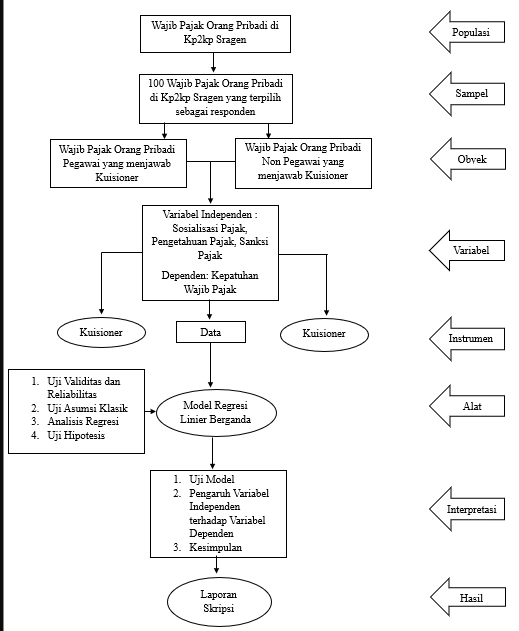 Wajib Pajak Orang Pribadi di
Kp2kp Sragen
Populasi
100 Wajib Pajak Orang Pribadi
di Kp2kp Sragen yang terpilih
sebagai responden
Sampel
Wajib Pajak Orang Pribadi
Pegawai yang menjawab
Kuisioner
Wajib Pajak Orang Pribadi
Non Pegawai yang
menjawab Kuisioner
Obyek
Variabel Independen :
Sosialisasi Pajak,
Pengetahuan Pajak, Sanksi
Pajak
Dependen: Kepatuhan
Wajib Pajak
Variabel
Kuisioner
Data
Kuisioner
Instrumen
1. Uji Validitas dan
Reliabilitas
2. Uji Asumsi Klasik
3. Analisis Regresi
4. Uji Hipotesis
Model Regresi
Linier Berganda
Alat
1. Uji Model
2. Pengaruh Variabel
Independen
terhadap Variabel
Dependen
3. Kesimpulan
Interpretasi
Laporan
Skripsi
Hasil